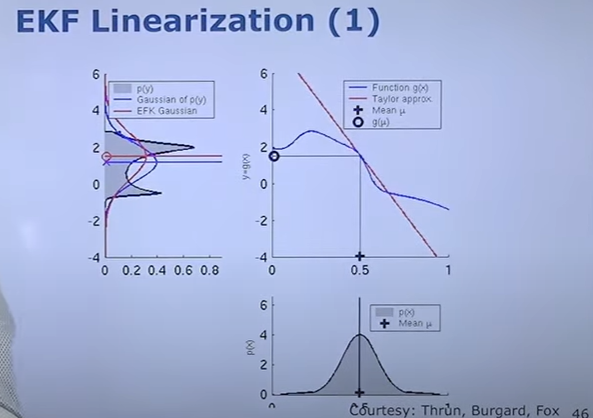 EKF Linearization (1)
6
4
2
0
-2
-4
0 0.2 0.4 0.6 0.8
p(y)
Gaussian of p(y)
EFK Gaussian
6
4
2
0
-2
-4
0 0.5 1
y=g(x)
Function g(x)
Taylor approx.
Mean μ
g(μ)
6
4
2
0
p(x)
p(x)
Mean μ
Courtesy: Thrun, Burgard, Fox 46